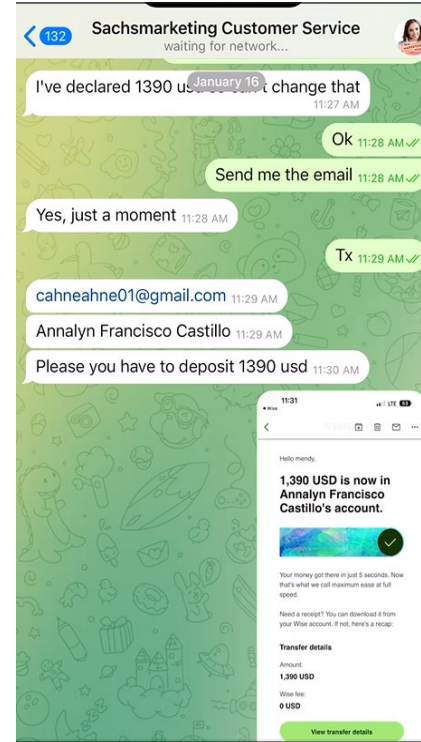 132
Sachsmarketing Customer Service
waiting for network...
January 16
I've declared 1390 t change that
11:27 AM
Ok 11:28 AM
Send me the email 11:28 AM
Yes, just a moment 11:28 AM
Tx 11:29 AM
cahneahne01@gmail.com 11:29 AM
Annalyn Francisco Castillo 11:29 AM
Please you have to deposit 1390 usd 11:30 AM
11:31
LTE 93
Wise
Hello mendy,
1,390 USD is now in
Annalyn Francisco
Castillo's account.
Your money got there in just 5 seconds. Now
that's what we call maximum ease at full
speed.
Need a receipt? You can download it from
your Wise account. If not, here's a recap:
Transfer details
Amount:
1,390 USD
Wise fee:
0 USD
View transfer details